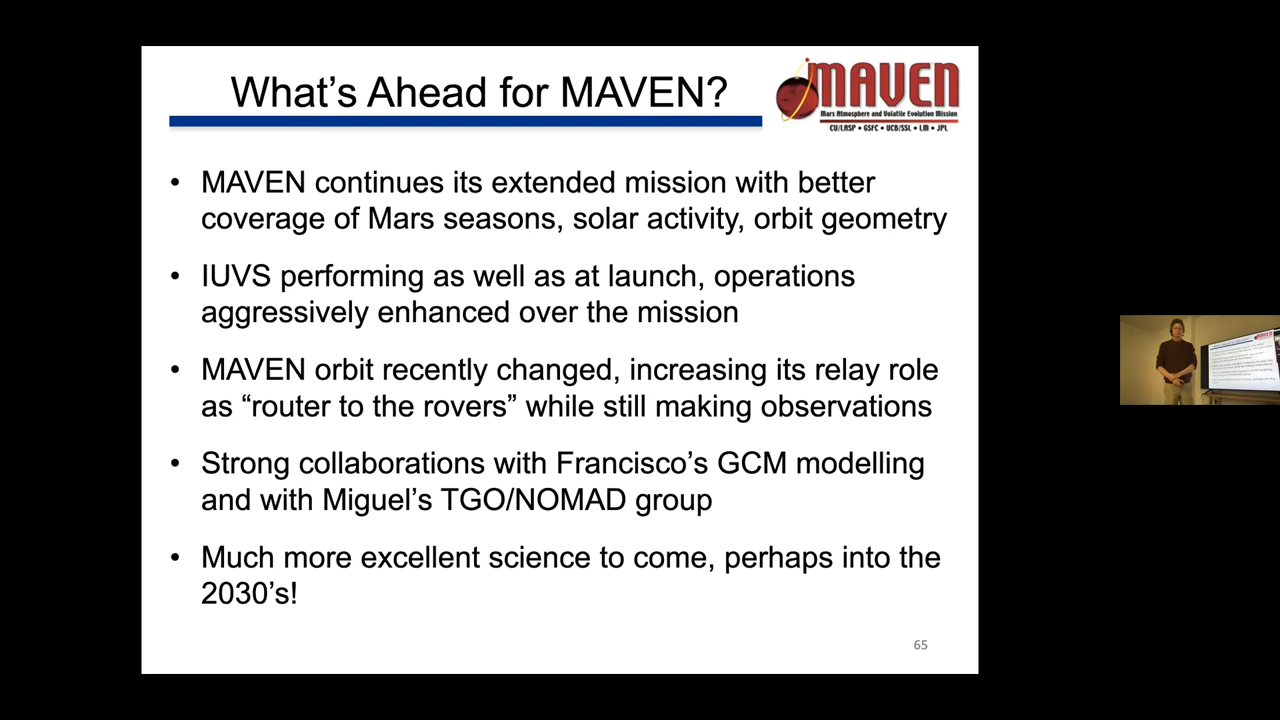 What's Ahead for MAVEN?
MAVEN
Mars Atmosphere and Volatile Evolution Mission
CU/LASP • GSFC • UCB/SSL • LM • JPL
• MAVEN continues its extended mission with better
coverage of Mars seasons, solar activity, orbit geometry
• IUVS performing as well as at launch, operations
aggressively enhanced over the mission
• MAVEN orbit recently changed, increasing its relay role
as “router to the rovers” while still making observations
• Strong collaborations with Francisco's GCM modelling
and with Miguel's TGO/NOMAD group
• Much more excellent science to come, perhaps into the
2030's!
65